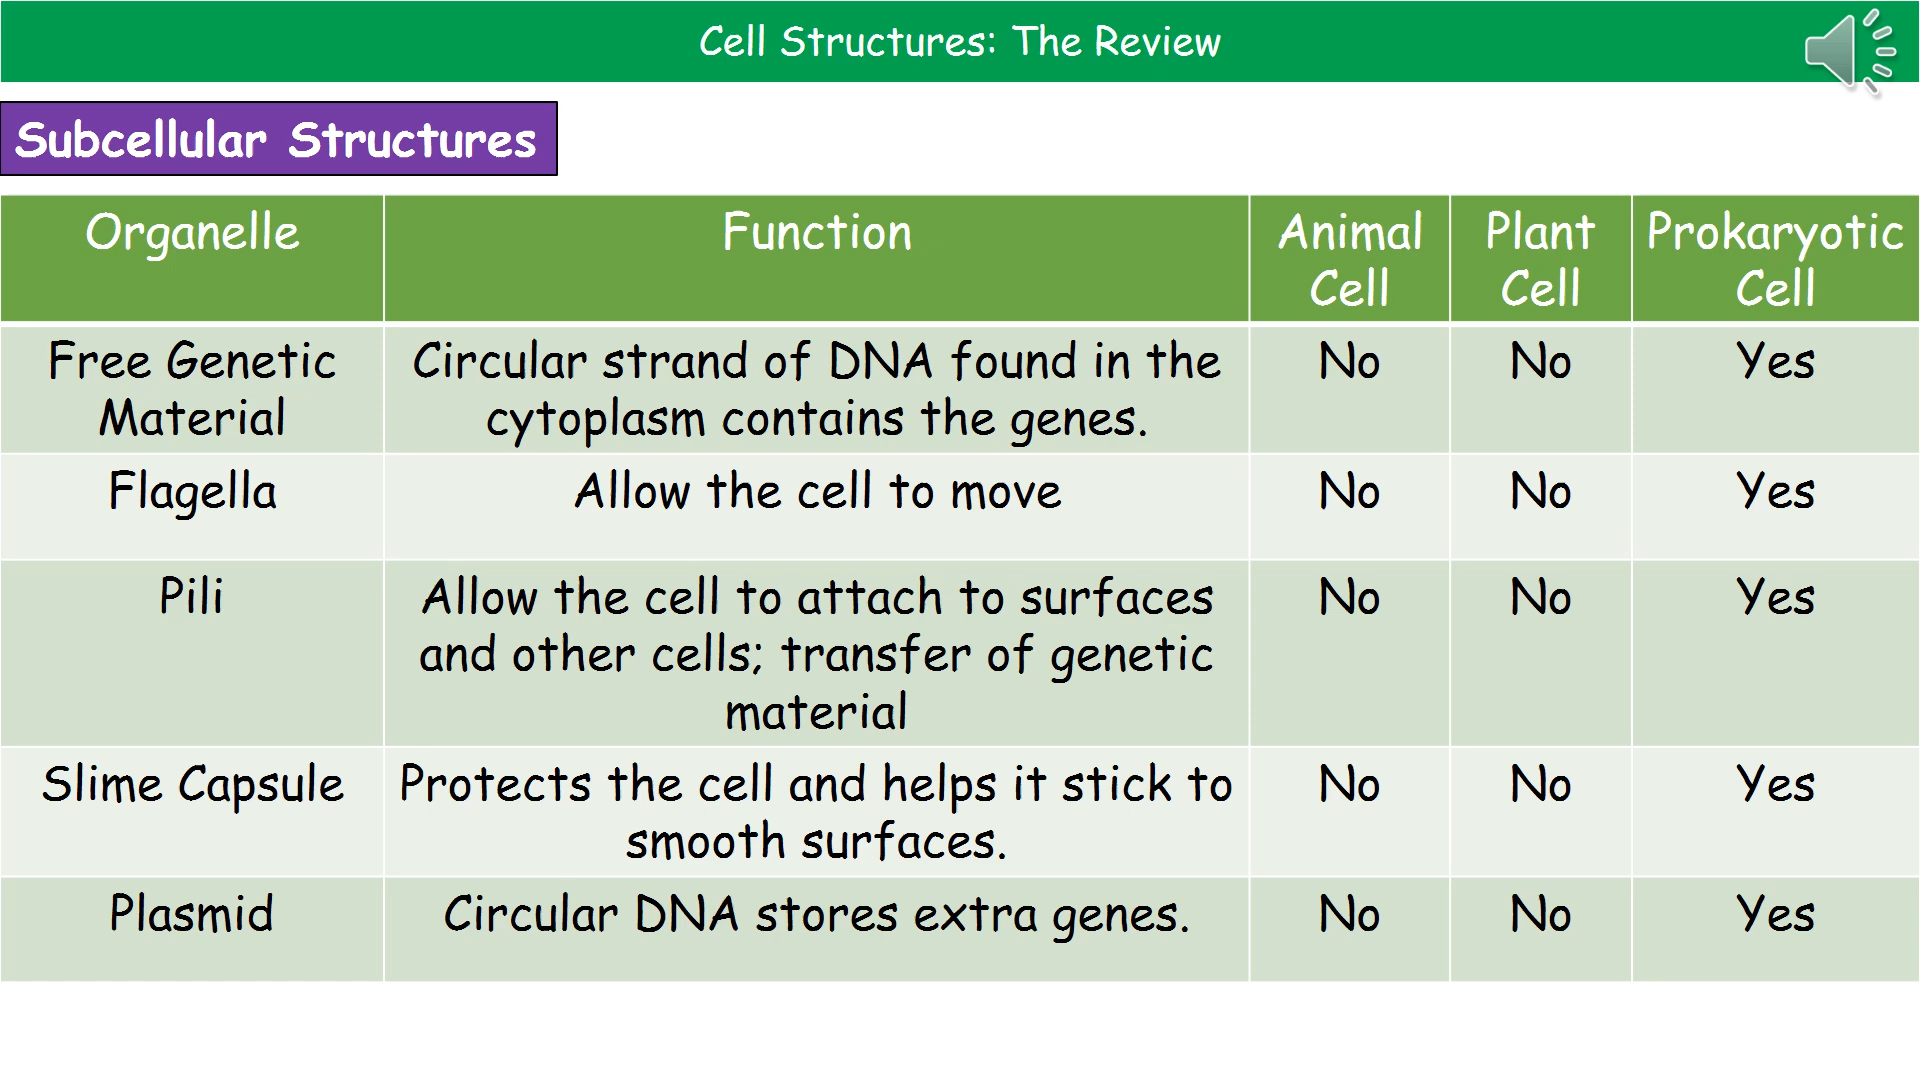 Cell Structures: The Review
Subcellular Structures
Organelle
Function
Animal
Cell
Plant
Cell
Prokaryotic
Cell
Free Genetic
Material
Circular strand of DNA found in the
cytoplasm contains the genes.
No
No
Yes
Flagella
Allow the cell to move
No
No
Yes
Pili
Allow the cell to attach to surfaces
and other cells; transfer of genetic
material
No
No
Yes
Slime Capsule
Protects the cell and helps it stick to
smooth surfaces.
No
No
Yes
Plasmid
Circular DNA stores extra genes.
No
No
Yes